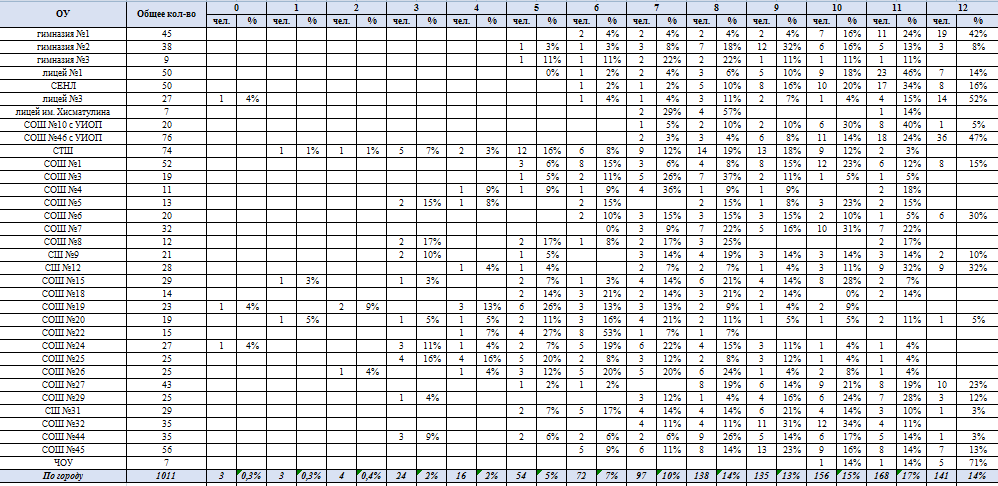 ОУ Общее кол-во 0 1 2 3 4 5 6 7 8 9 10 11 12
чел. % чел. % чел. % чел. % чел. % чел. % чел. % чел. % чел. % чел. % чел. % чел. % чел. %
гимназия №1 45 2 4% 2 4% 2 4% 2 4% 7 16% 11 24% 19 42%
гимназия №2 38 1 3% 1 3% 3 8% 7 18% 12 32% 6 16% 5 13% 3 8%
гимназия №3 9 1 11% 1 11% 2 22% 2 22% 1 11% 1 11% 1 11%
лицей №1 50 0% 1 2% 2 4% 3 6% 5 10% 9 18% 23 46% 7 14%
СЕНЛ 50 1 2% 1 2% 5 10% 8 16% 10 20% 17 34% 8 16%
лицей №3 27 1 4% 1 4% 1 4% 3 11% 2 7% 1 4% 4 15% 14 52%
лицей им. Хисматулина 7 2 29% 4 57% 1 14%
СОШ №10 с УИОП 20 1 5% 2 10% 2 10% 6 30% 8 40% 1 5%
СОШ №46 с УИОП 76 2 3% 3 4% 6 8% 11 14% 18 24% 36 47%
СТШ 74 1 1% 1 1% 5 7% 2 3% 12 16% 6 8% 9 12% 14 19% 13 18% 9 12% 2 3%
СОШ №1 52 3 6% 8 15% 3 6% 4 8% 8 15% 12 23% 6 12% 8 15%
СОШ №3 19 1 5% 2 11% 5 26% 7 37% 2 11% 1 5% 1 5%
СОШ №4 11 1 9% 1 9% 1 9% 4 36% 1 9% 1 9% 2 18%
СОШ №5 13 2 15% 1 8% 2 15% 2 15% 1 8% 3 23% 2 15%
СОШ №6 20 2 10% 3 15% 3 15% 3 15% 2 10% 1 5% 6 30%
СОШ №7 32 0% 3 9% 7 22% 5 16% 10 31% 7 22%
СОШ №8 12 2 17% 2 17% 1 8% 2 17% 3 25% 2 17%
СШ №9 21 2 10% 1 5% 3 14% 4 19% 3 14% 3 14% 3 14% 2 10%
СШ №12 28 1 4% 1 4% 2 7% 2 7% 1 4% 3 11% 9 32% 9 32%
СОШ №15 29 1 3% 1 3% 2 7% 1 3% 4 14% 6 21% 4 14% 8 28% 2 7%
СОШ №18 14 2 14% 3 21% 2 14% 3 21% 2 14% 0% 2 14%
СОШ №19 23 1 4% 2 9% 3 13% 6 26% 3 13% 3 13% 2 9% 1 4% 2 9%
СОШ №20 19 1 5% 1 5% 1 5% 2 11% 3 16% 4 21% 2 11% 1 5% 1 5% 2 11% 1 5%
СОШ №22 15 1 7% 4 27% 8 53% 1 7% 1 7%
СОШ №24 27 1 4% 3 11% 1 4% 2 7% 5 19% 6 22% 4 15% 3 11% 1 4% 1 4%
СОШ №25 25 4 16% 4 16% 5 20% 2 8% 3 12% 2 8% 3 12% 1 4% 1 4%
СОШ №26 25 1 4% 1 4% 3 12% 5 20% 5 20% 6 24% 1 4% 2 8% 1 4%
СОШ №27 43 1 2% 1 2% 8 19% 6 14% 9 21% 8 19% 10 23%
СОШ №29 25 1 4% 3 12% 1 4% 4 16% 6 24% 7 28% 3 12%
СШ №31 29 2 7% 5 17% 4 14% 4 14% 6 21% 4 14% 3 10% 1 3%
СОШ №32 35 4 11% 4 11% 11 31% 12 34% 4 11%
СОШ №44 35 3 9% 2 6% 2 6% 2 6% 9 26% 5 14% 6 17% 5 14% 1 3%
СОШ №45 56 5 9% 6 11% 8 14% 13 23% 9 16% 8 14% 7 13%
ЧОУ 7 1 14% 1 14% 5 71%
По городу 1011 3 0,3% 3 0,3% 4 0,4% 24 2% 16 2% 54 5% 72 7% 97 10% 138 14% 135 13% 156 15% 168 17% 141 14%